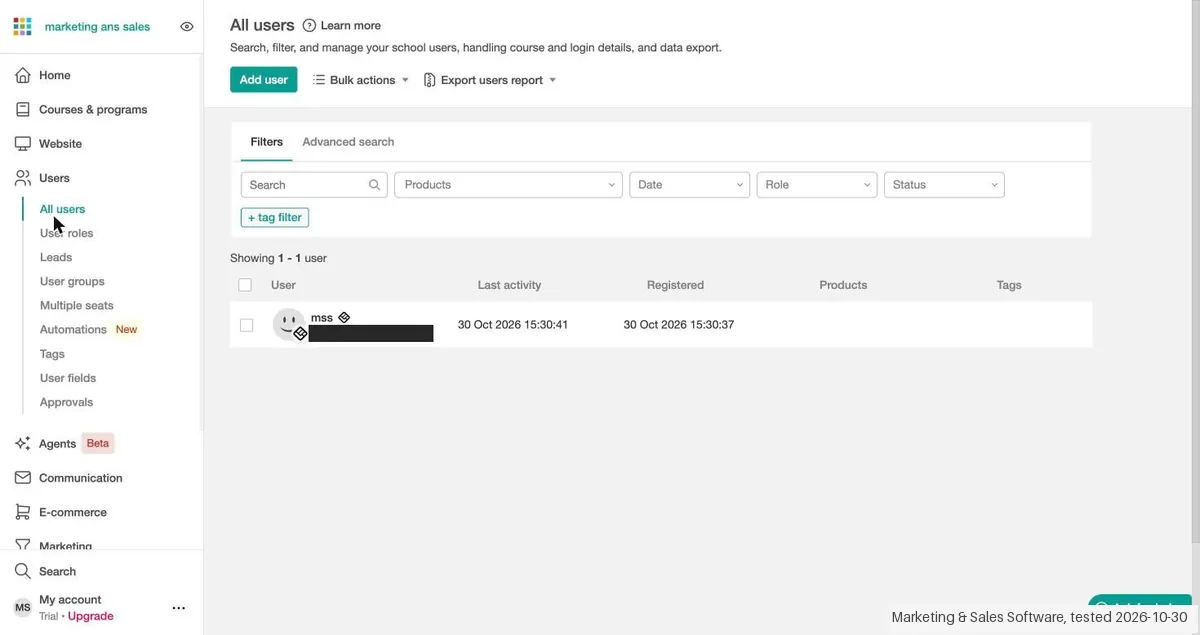 marketing ans sales
Home
Courses & programs
Website
Users
All users
User roles
Leads
User groups
Multiple seats
Automations New
Tags
User fields
Approvals
Agents Beta
Communication
E-commerce
Marketing
Search
MS My account
Trial • Upgrade
All users ? Learn more
Search, filter, and manage your school users, handling course and login details, and data export.
Add user Bulk actions Export users report
Filters Advanced search
Search Products Date Role Status
+ tag filter
Showing 1 - 1 user
User Last activity Registered Products Tags
mss
30 Oct 2026 15:30:41 30 Oct 2026 15:30:37
Marketing & Sales Software, tested 2026-10-30